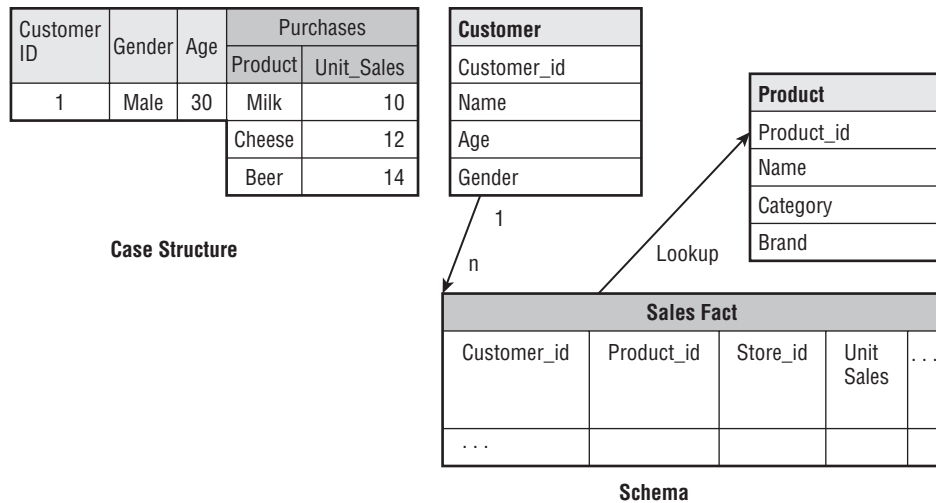 Customer ID
Gender
Age
Purchases
Product
Unit_Sales
1
Male
30
Milk
10
Cheese
12
Beer
14
Case Structure
Customer
Customer_id
Name
Age
Gender
1
n
Lookup
Product
Product_id
Name
Category
Brand
Sales Fact
Customer_id
Product_id
Store_id
Unit
Sales
. . .
. . .
Schema